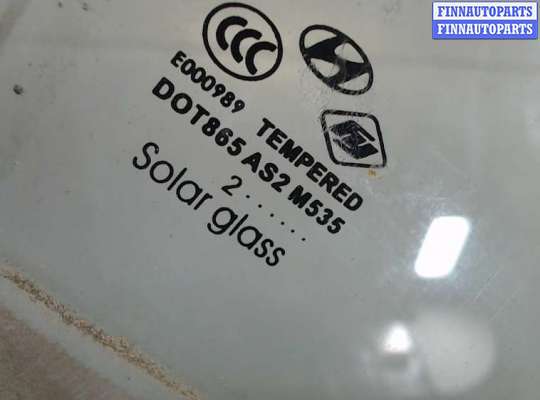 FINNAUTOPARTS
FINNAUTOPARTS
CCC
E000989 TEMPERED
DOT865 AS2 M535
2......
Solar glass